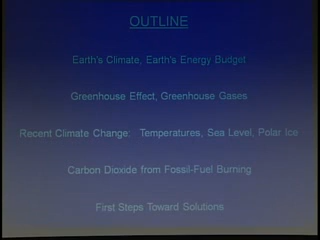 OUTLINE
Earth's Climate, Earth's Energy Budget
Greenhouse Effect, Greenhouse Gases
Recent Climate Change: Temperatures, Sea Level, Polar Ice
Carbon Dioxide from Fossil-Fuel Burning
First Steps Toward Solutions